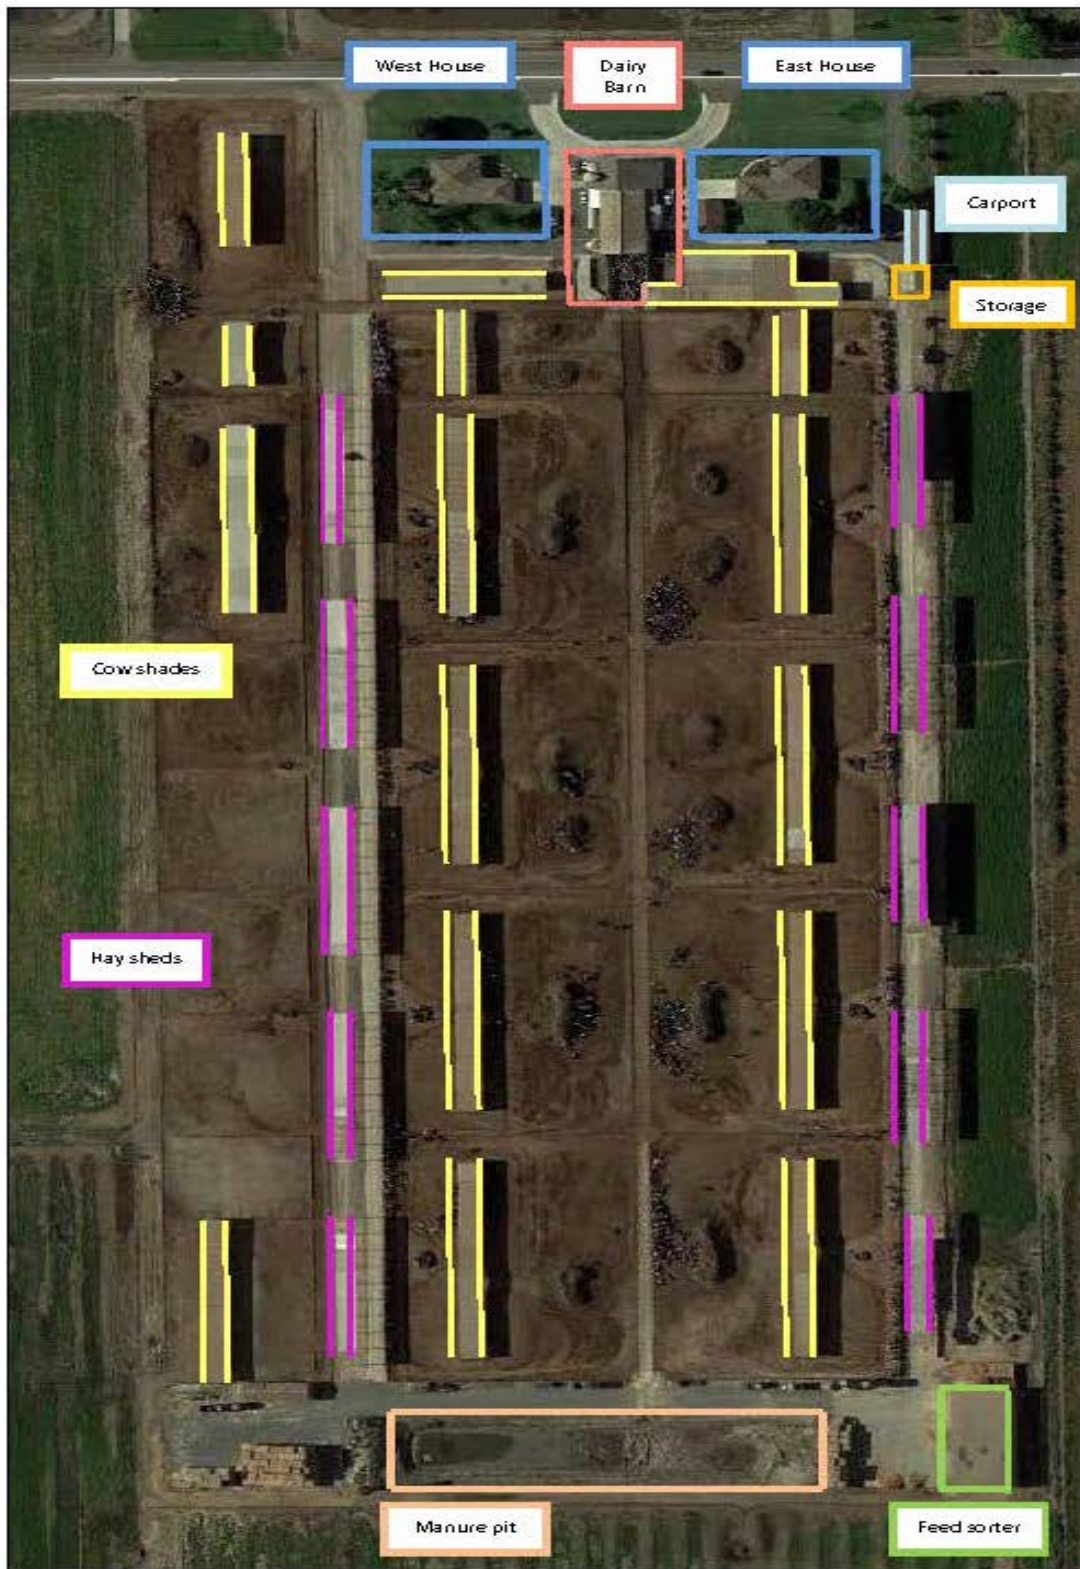 West House
Dairy
Barn
East House
Carport
Storage
Cow shades
Hay sheds
Manure pit
Feed sorter